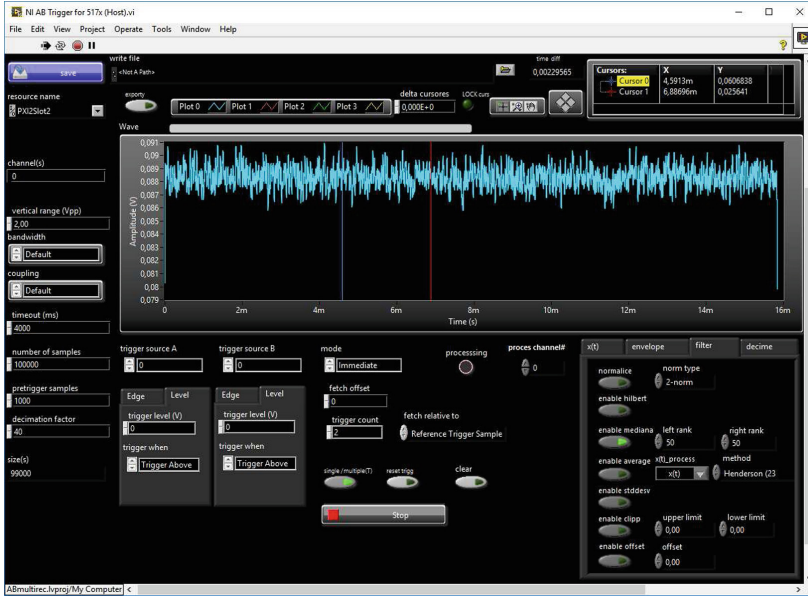 NI AB Trigger for 517x (Host).vi
File Edit View Project Operate Tools Window Help
save
write file
<Not A Path>
time diff
0,00229565
Cursors: X Y
Cursor 0 4,5913m 0,0606838
Cursor 1 6,88696m 0,025641
resource name
PXI2Slot2
exporty
Plot 0 Plot 1 Plot 2 Plot 3
delta cursores
0,000E+0
LOCK curs
Wave
channel(s)
0
vertical range (Vpp)
2,00
bandwidth
Default
coupling
Default
timeout (ms)
4000
number of samples
100000
pretrigger samples
1000
decimation factor
40
size(s)
99000
Amplitude (V)
0,091
0,09
0,089
0,088
0,087
0,086
0,085
0,084
0,083
0,082
0,081
0,08
0,079
0 2m 4m 6m 8m 10m 12m 14m 16m
Time (s)
trigger source A
0
Edge Level
trigger level (V)
0
trigger when
Trigger Above
trigger source B
0
Edge Level
trigger level (V)
0
trigger when
Trigger Above
mode
Immediate
processsing
proces channel#
0
fetch offset
0
trigger count
2
fetch relative to
Reference Trigger Sample
single /multiple(T) reset trigg clear
Stop
x(t) envelope filter decime
normalice norm type
2-norm
enable hilbert
enable mediana left rank right rank
50 50
enable average x(t)_process method
x(t) Henderson (23
enable stddesv
enable clipp upper limit lower limit
0,00 0,00
enable offset offset
0,00
ABmultirec.lvproj/My Computer